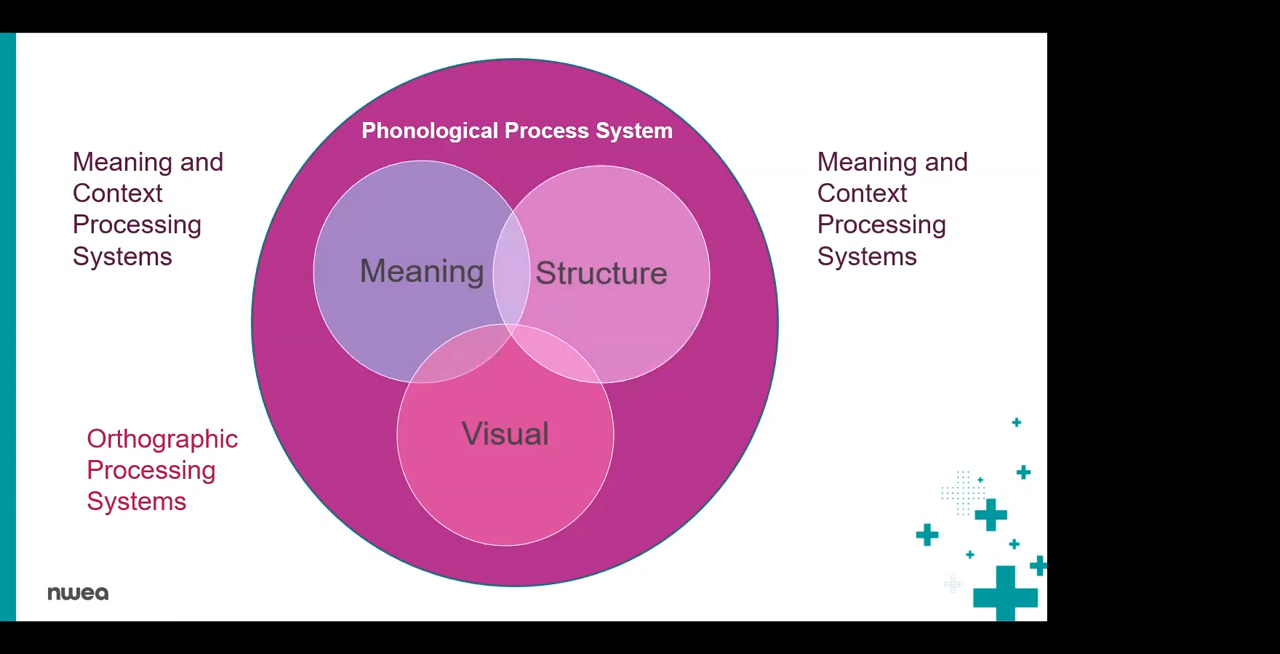 Phonological Process System
Meaning and
Context
Processing
Systems
Meaning and
Context
Processing
Systems
Meaning
Structure
Visual
Orthographic
Processing
Systems
nwea